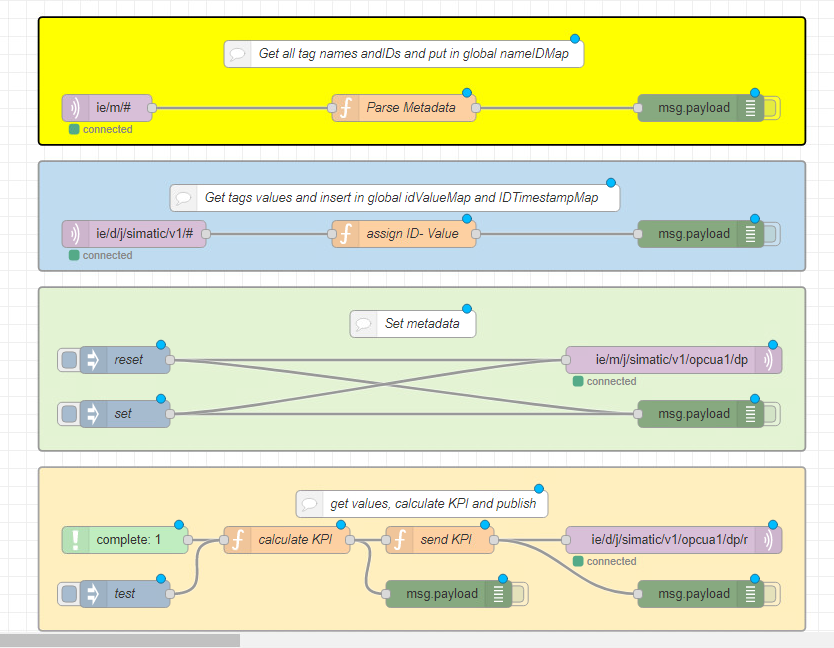 Get all tag names andIDs and put in global nameIDMap
ie/m/#
Parse Metadata
msg.payload
connected
Get tags values and insert in global idValueMap and IDTimestampMap
ie/d/j/simatic/v1/#
assign ID- Value
msg.payload
connected
Set metadata
reset
ie/m/j/simatic/v1/opcua1/dp
connected
set
msg.payload
get values, calculate KPI and publish
complete: 1
calculate KPI
send KPI
ie/d/j/simatic/v1/opcua1/dp/r
connected
test
msg.payload
msg.payload